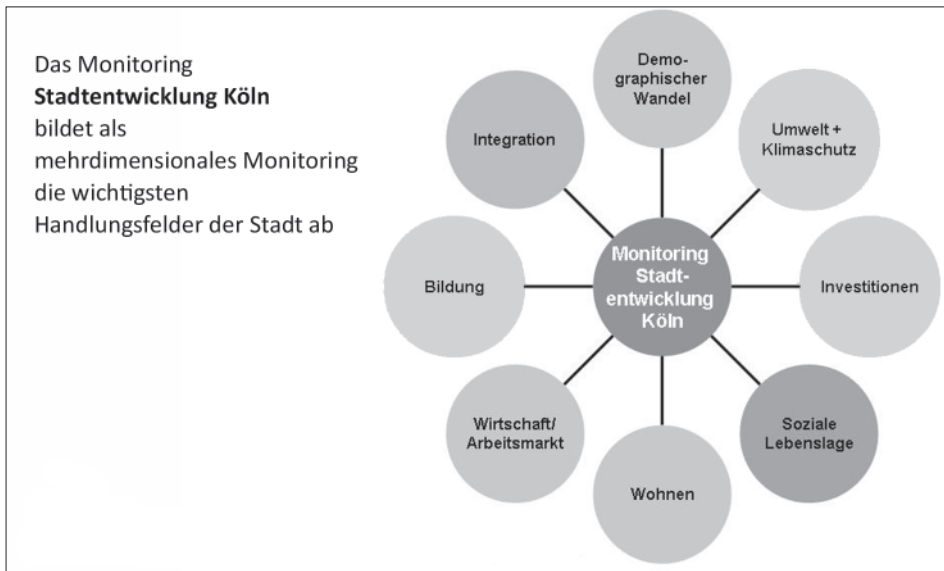 Das Monitoring
Stadtentwicklung Köln
bildet als
mehrdimensionales Monitoring
die wichtigsten
Handlungsfelder der Stadt ab
Demo-
graphischer
Wandel
Umwelt +
Klimaschutz
Investitionen
Soziale
Lebenslage
Wohnen
Wirtschaft/
Arbeitsmarkt
Bildung
Integration
Monitoring
Stadt-
entwicklung
Köln